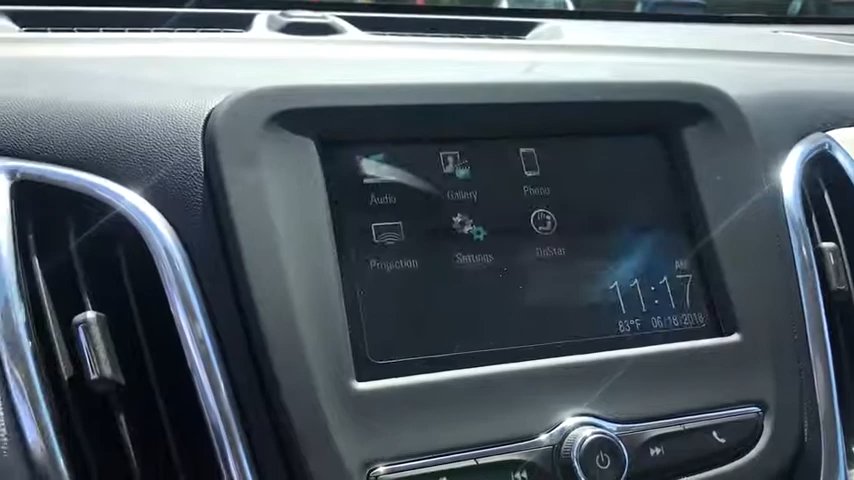 Audio Gallery Phone
Projection Settings OnStar
AM
11:17
83°F 06/18/2018